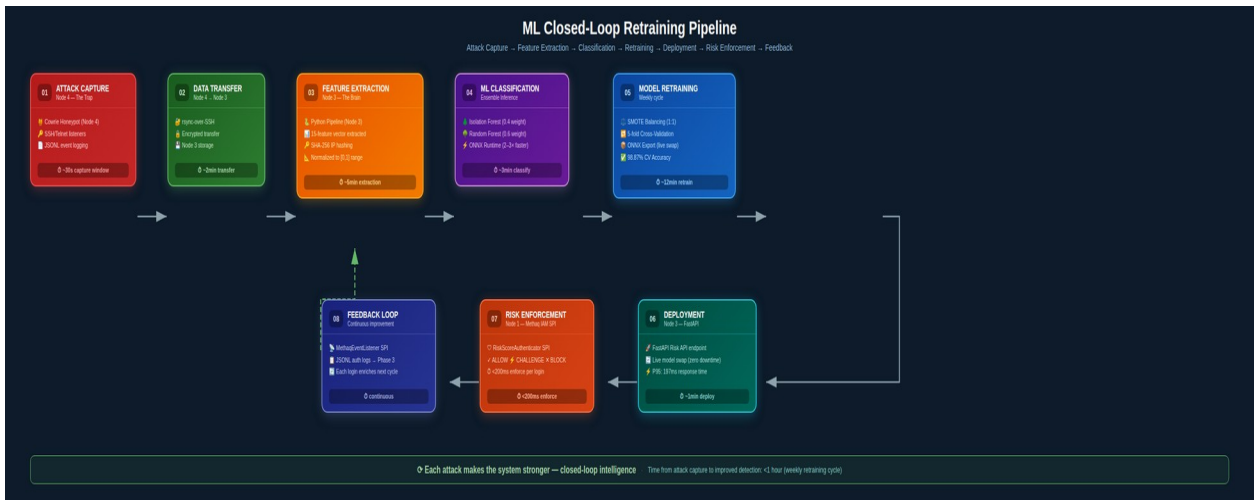 ML Closed-Loop Retraining Pipeline
Attack Capture → Feature Extraction → Classification → Retraining → Deployment → Risk Enforcement → Feedback
01 ATTACK CAPTURE
Node 4 — The Trap
Cowrie Honeypot (Node 4)
SSH/Telnet listeners
JSONL event logging
~30s capture window
02 DATA TRANSFER
Node 4 → Node 3
rsync-over-SSH
Encrypted transfer
Node 3 storage
~2min transfer
03 FEATURE EXTRACTION
Node 3 — The Brain
Python Pipeline (Node 3)
15-feature vector extracted
SHA-256 IP hashing
Normalized to [0,1] range
~5min extraction
04 ML CLASSIFICATION
Ensemble Inference
Isolation Forest (0.4 weight)
Random Forest (0.6 weight)
ONNX Runtime (2–3× faster)
~3min classify
05 MODEL RETRAINING
Weekly cycle
SMOTE Balancing (1:1)
5-fold Cross-Validation
ONNX Export (live swap)
98.87% CV Accuracy
~12min retrain
08 FEEDBACK LOOP
Continuous improvement
MethaqEventListener SPI
JSONL auth logs → Phase 3
Each login enriches next cycle
continuous
07 RISK ENFORCEMENT
Node 1 — Methaq IAM SPI
RiskScoreAuthenticator SPI
✓ ALLOW ⚡ CHALLENGE ✕ BLOCK
<200ms enforce per login
<200ms enforce
06 DEPLOYMENT
Node 3 — FastAPI
FastAPI Risk API endpoint
Live model swap (zero downtime)
P95: 197ms response time
~1min deploy
⟳ Each attack makes the system stronger — closed-loop intelligence Time from attack capture to improved detection: <1 hour (weekly retraining cycle)